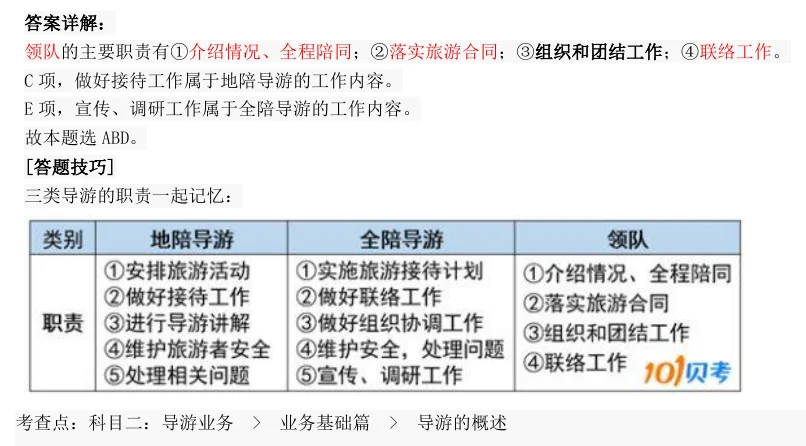 答案详解：
领队的主要职责有①介绍情况、全程陪同；②落实旅游合同；③组织和团结工作；④联络工作。
C 项，做好接待工作属于地陪导游的工作内容。
E 项，宣传、调研工作属于全陪导游的工作内容。
故本题选 ABD。
[答题技巧]
三类导游的职责一起记忆：
类别 地陪导游 全陪导游 领队
职责
①安排旅游活动
②做好接待工作
③进行导游讲解
④维护旅游者安全
⑤处理相关问题
①实施旅游接待计划
②做好联络工作
③做好组织协调工作
④维护安全，处理问题
⑤宣传、调研工作
①介绍情况、全程陪同
②落实旅游合同
③组织和团结工作
④联络工作
101贝考
考查点：科目二：导游业务 > 业务基础篇 > 导游的概述